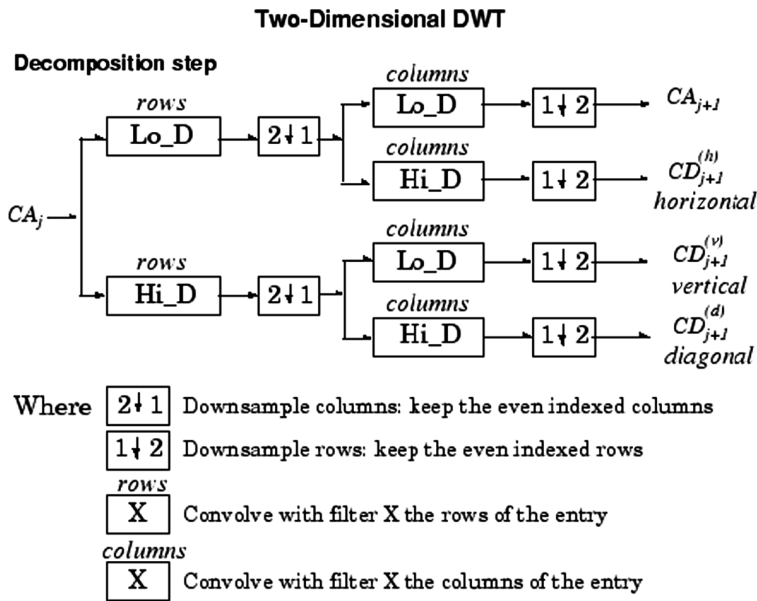 Two-Dimensional DWT
Decomposition step
rows
Lo_D
2↓1
columns
Lo_D
1↓2
CA_{j+1}
columns
Hi_D
1↓2
CD_{j+1}^{(h)}
horizontal
CA_j
rows
Hi_D
2↓1
columns
Lo_D
1↓2
CD_{j+1}^{(v)}
vertical
columns
Hi_D
1↓2
CD_{j+1}^{(d)}
diagonal
Where 2↓1 Downsample columns: keep the even indexed columns
1↓2 Downsample rows: keep the even indexed rows
rows
X Convolve with filter X the rows of the entry
columns
X Convolve with filter X the columns of the entry